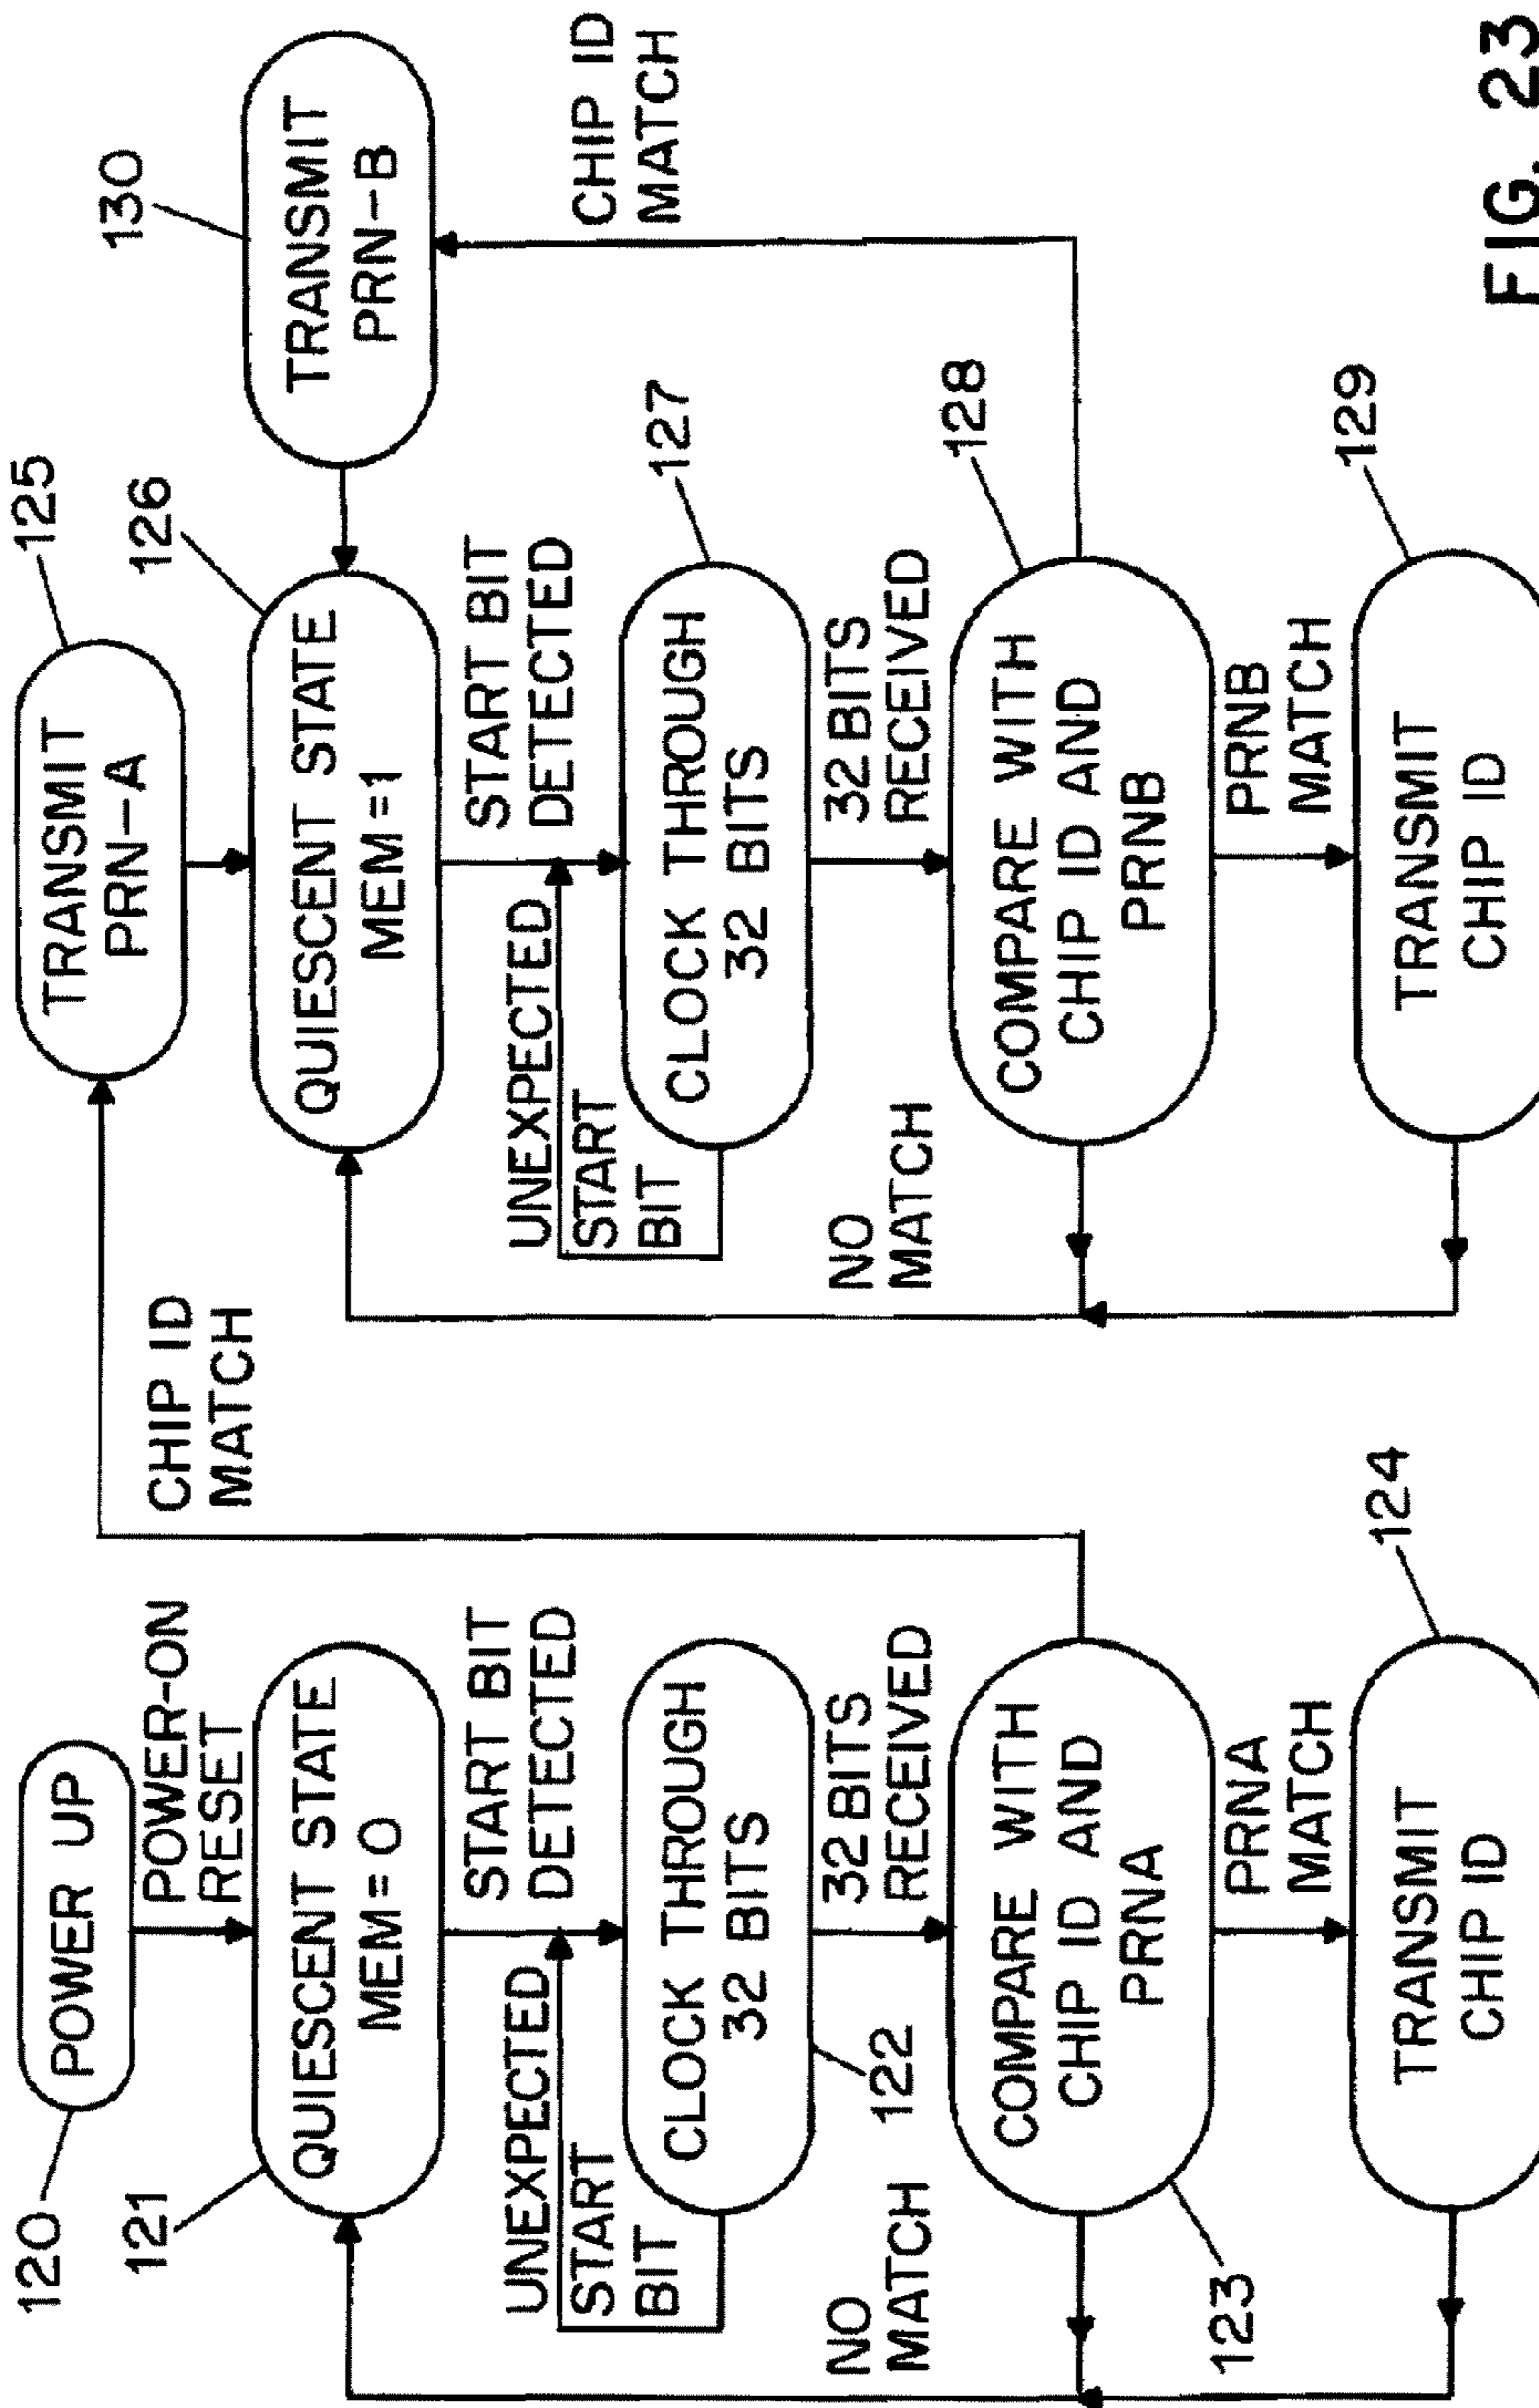 120
POWER UP
POWER-ON
RESET
121
QUIESCENT STATE
MEM = 0
START BIT
DETECTED
UNEXPECTED
START
BIT
CLOCK THROUGH
32 BITS
122
32 BITS
RECEIVED
NO
MATCH
COMPARE WITH
CHIP ID AND
PRNA
123
PRNA
MATCH
TRANSMIT
CHIP ID
124
CHIP ID
MATCH
TRANSMIT
PRN-A
125
QUIESCENT STATE
MEM = 1
126
START BIT
DETECTED
UNEXPECTED
START
BIT
CLOCK THROUGH
32 BITS
127
32 BITS
RECEIVED
NO
MATCH
COMPARE WITH
CHIP ID AND
PRNB
128
PRNB
MATCH
TRANSMIT
CHIP ID
129
130
TRANSMIT
PRN-B
CHIP ID
MATCH
FIG. 23